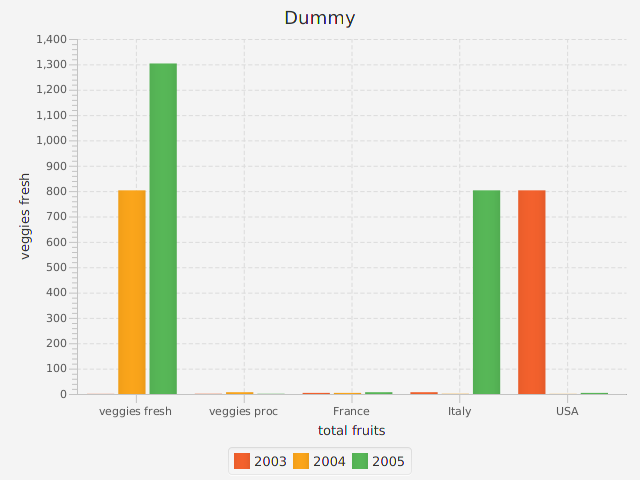 Dummy
1,400
1,300
1,200
1,100
1,000
900
800
700
600
500
400
300
200
100
0
veggies fresh
veggies fresh
veggies proc
France
Italy
USA
total fruits
2003
2004
2005